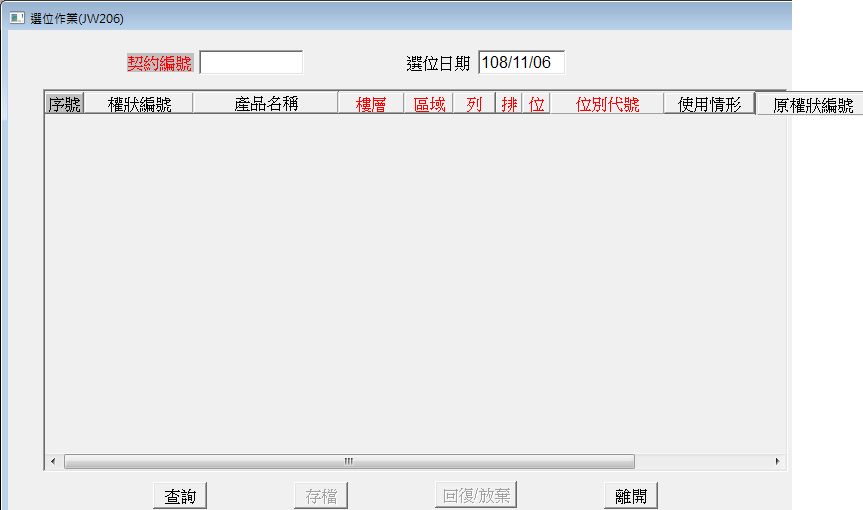 選位作業(JW206)
契約編號 選位日期 108/11/06
序號 權狀編號 產品名稱 樓層 區域 列 排 位 位別代號 使用情形 原權狀編號
查詢 存檔 回復/放棄 離開